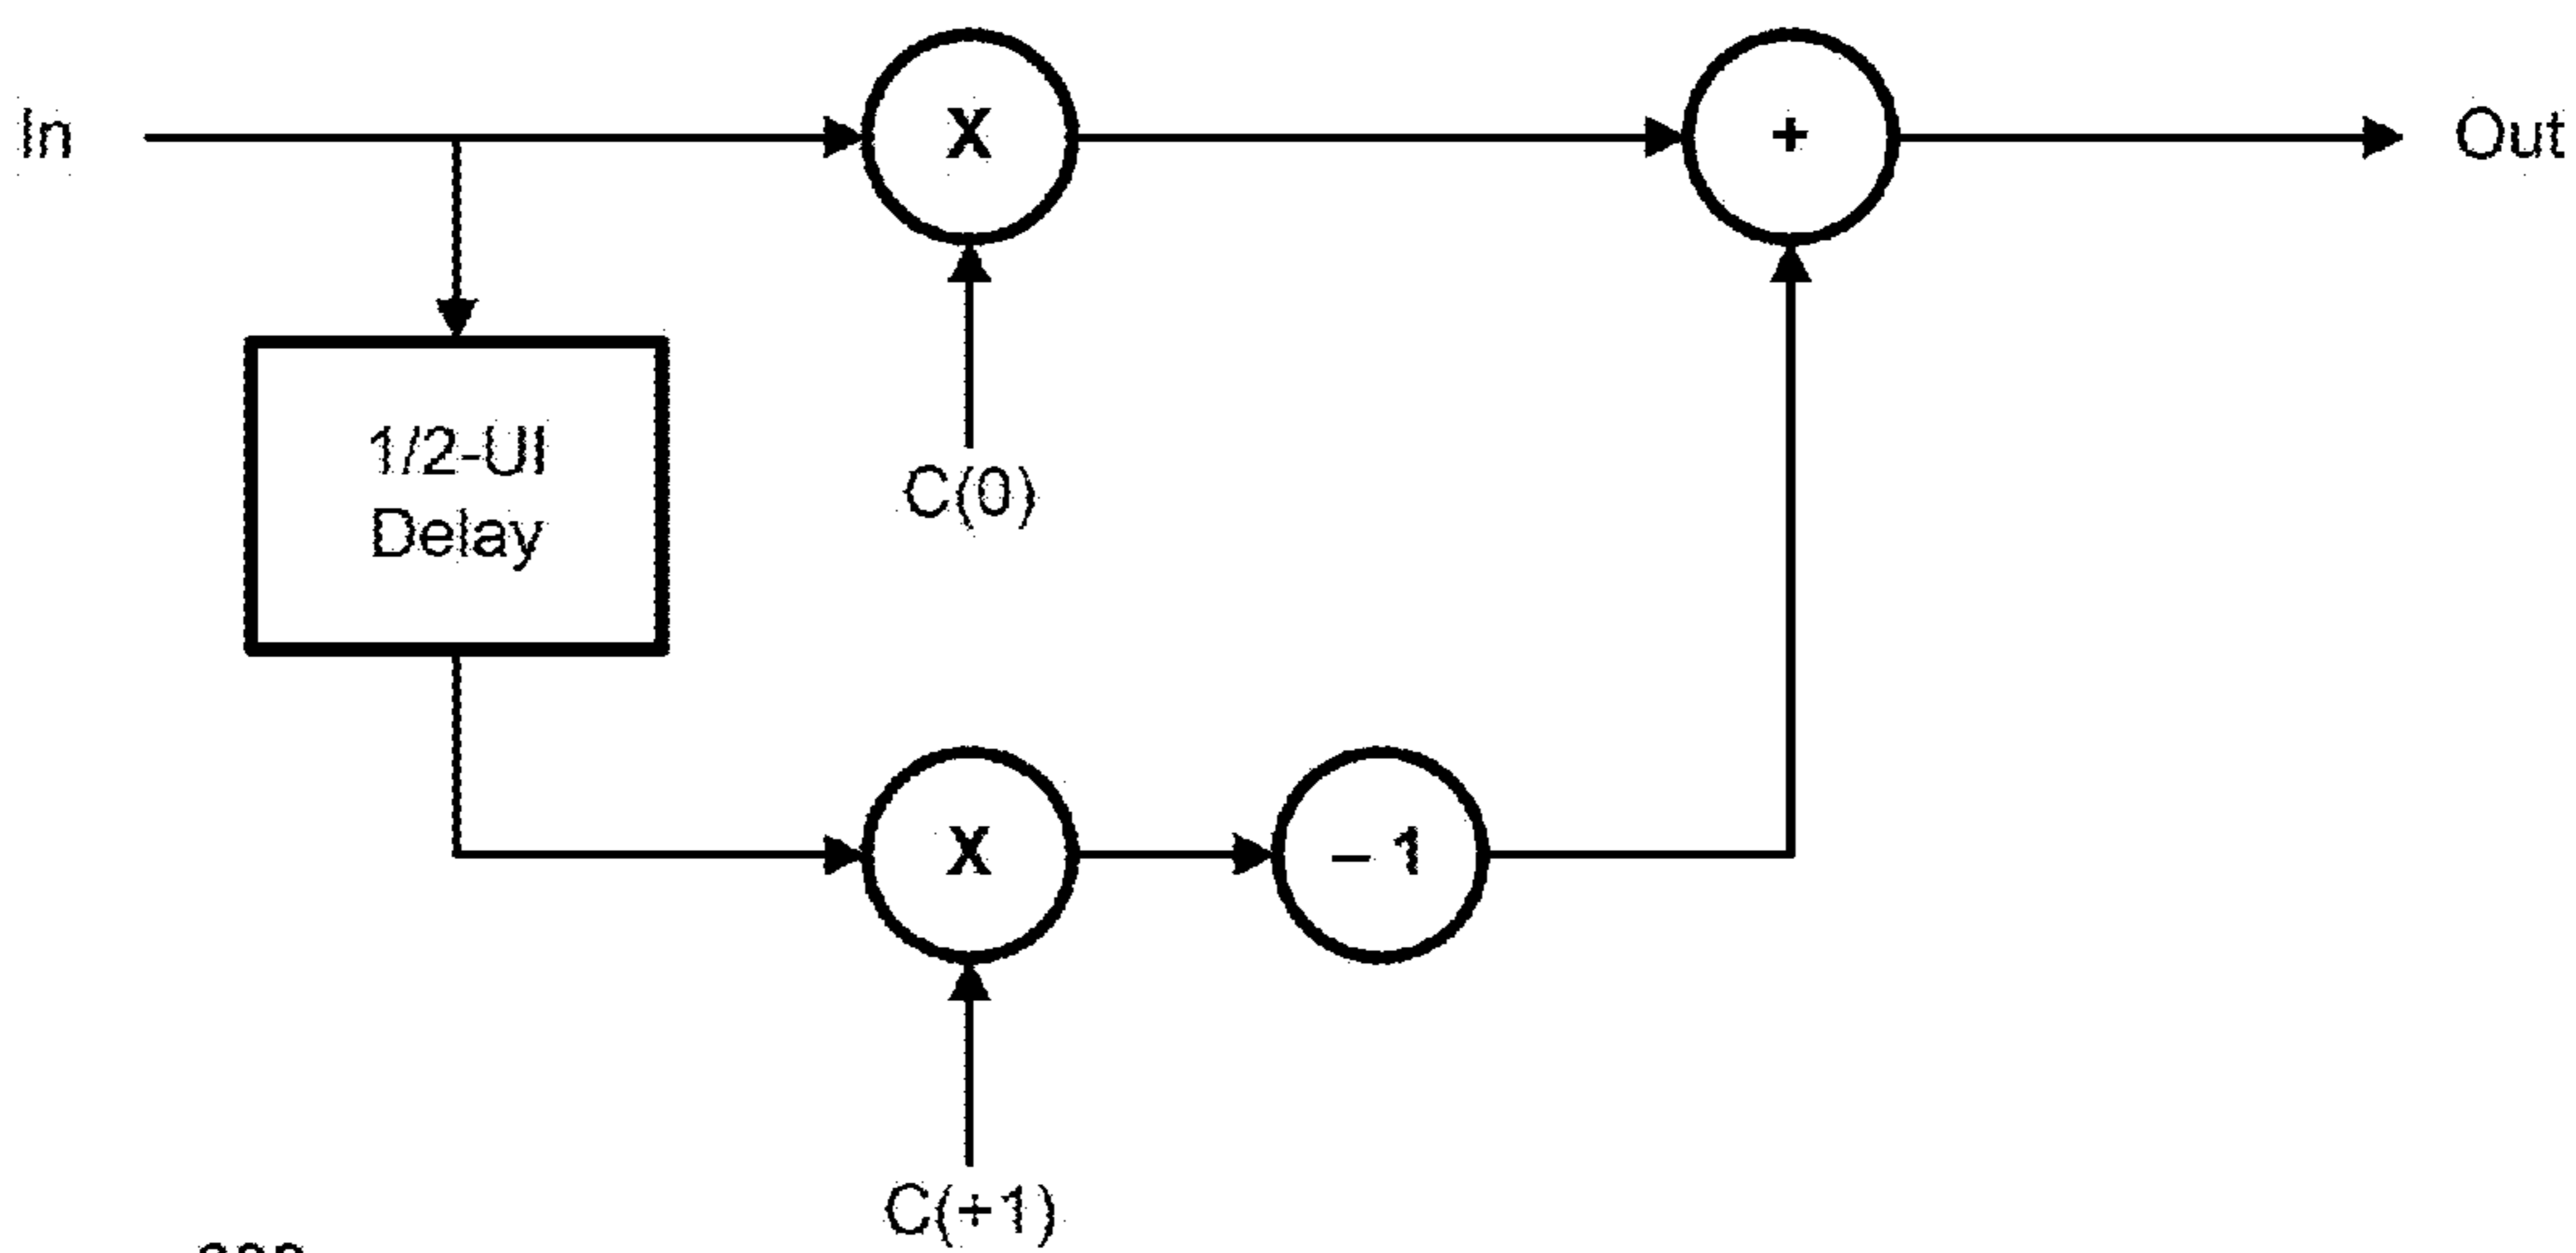 In
X
+
Out
1/2-UI
Delay
C(0)
X
– 1
C(+1)